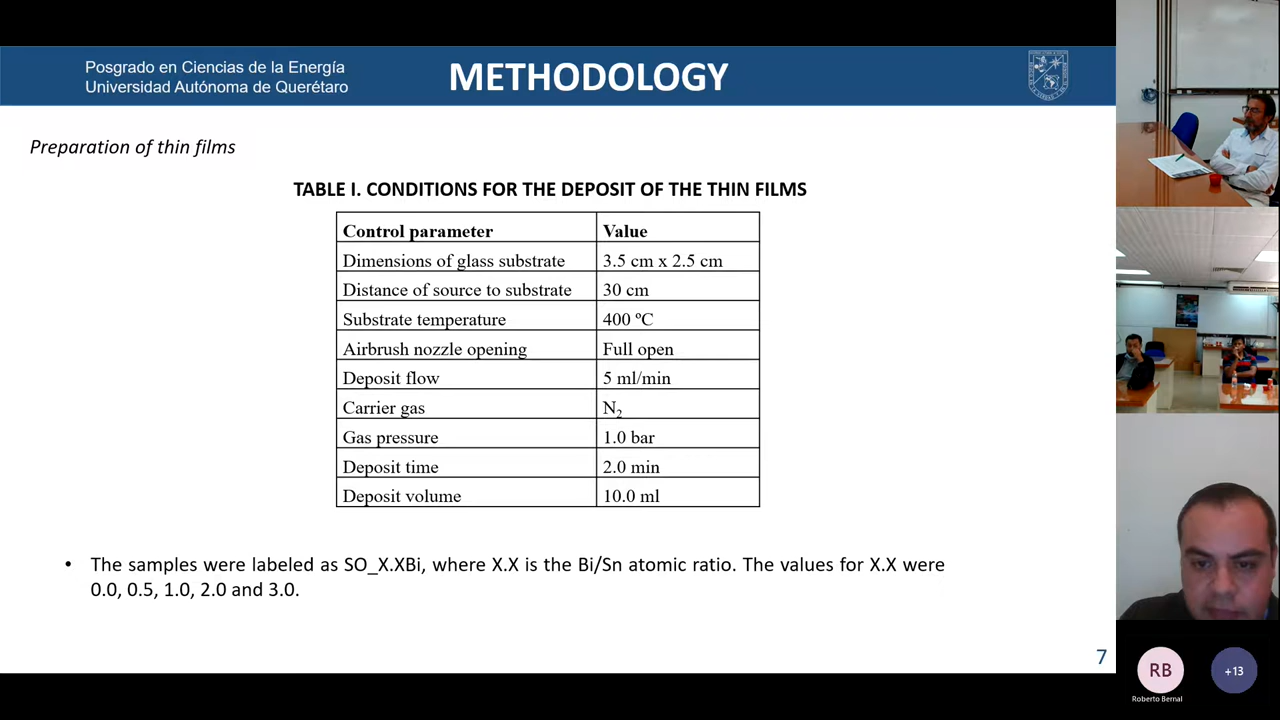 Posgrado en Ciencias de la Energía
Universidad Autónoma de Querétaro
METHODOLOGY
Preparation of thin films
TABLE I. CONDITIONS FOR THE DEPOSIT OF THE THIN FILMS
Control parameter Value
Dimensions of glass substrate 3.5 cm x 2.5 cm
Distance of source to substrate 30 cm
Substrate temperature 400 ºC
Airbrush nozzle opening Full open
Deposit flow 5 ml/min
Carrier gas N₂
Gas pressure 1.0 bar
Deposit time 2.0 min
Deposit volume 10.0 ml
• The samples were labeled as SO_X.XBi, where X.X is the Bi/Sn atomic ratio. The values for X.X were
0.0, 0.5, 1.0, 2.0 and 3.0.
7
RB
+13
Roberto Bernal